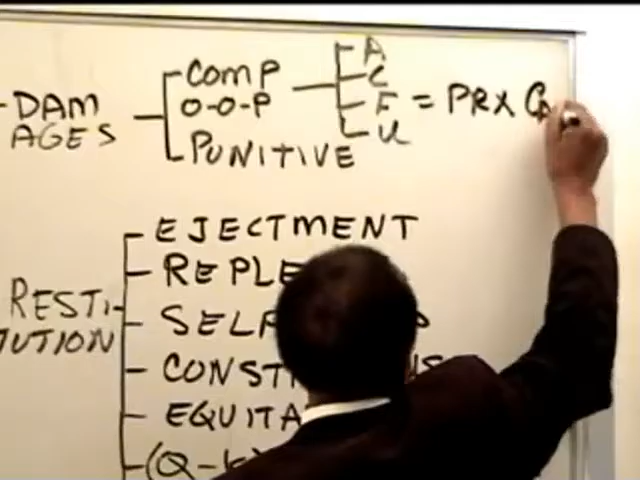 DAM
AGES
COMP
O-O-P
PUNITIVE
A
C
F = PR X
U
RESTI-
TUTION
EJECTMENT
REPLE
SELF
CONST
EQUITA
(Q-K)